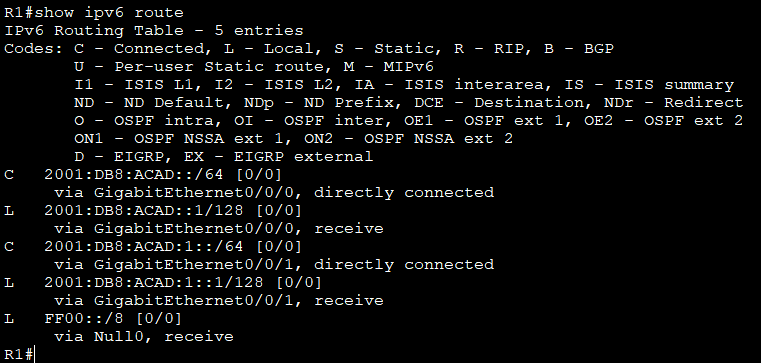 R1#show ipv6 route
IPv6 Routing Table - 5 entries
Codes: C - Connected, L - Local, S - Static, R - RIP, B - BGP
U - Per-user Static route, M - MIPv6
I1 - ISIS L1, I2 - ISIS L2, IA - ISIS interarea, IS - ISIS summary
ND - ND Default, NDp - ND Prefix, DCE - Destination, NDr - Redirect
O - OSPF intra, OI - OSPF inter, OE1 - OSPF ext 1, OE2 - OSPF ext 2
ON1 - OSPF NSSA ext 1, ON2 - OSPF NSSA ext 2
D - EIGRP, EX - EIGRP external
C 2001:DB8:ACAD::/64 [0/0]
via GigabitEthernet0/0/0, directly connected
L 2001:DB8:ACAD::1/128 [0/0]
via GigabitEthernet0/0/0, receive
C 2001:DB8:ACAD:1::/64 [0/0]
via GigabitEthernet0/0/1, directly connected
L 2001:DB8:ACAD:1::1/128 [0/0]
via GigabitEthernet0/0/1, receive
L FF00::/8 [0/0]
via Null0, receive
R1#